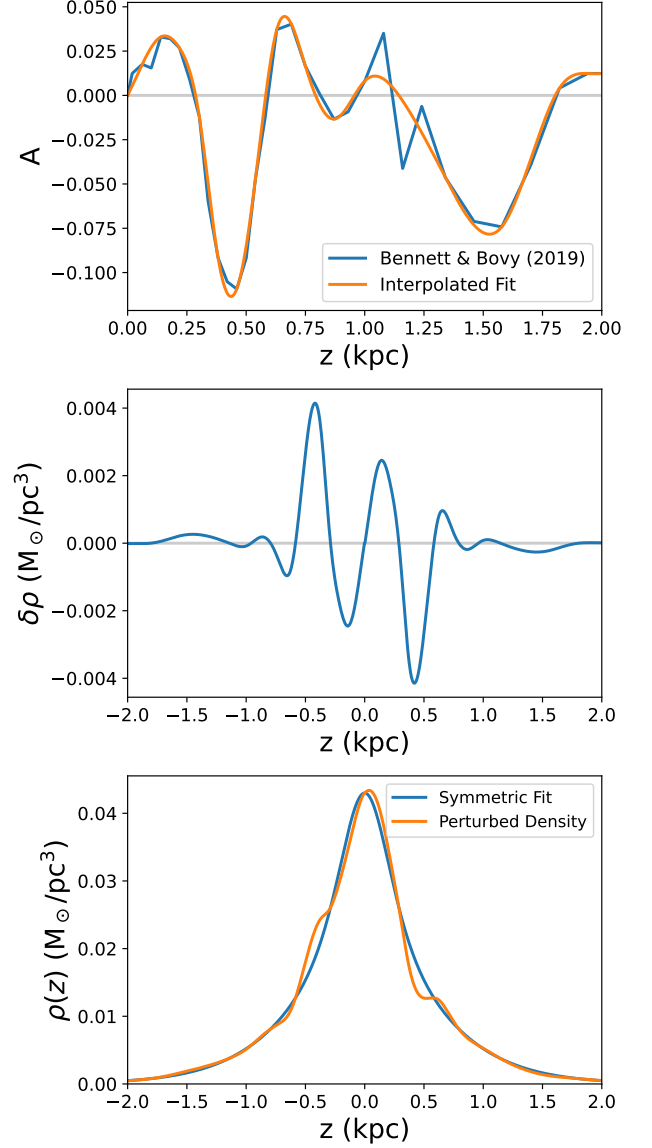 0.050
0.025
0.000
−0.025
−0.050
−0.075
−0.100
A
Bennett & Bovy (2019)
Interpolated Fit
0.00 0.25 0.50 0.75 1.00 1.25 1.50 1.75 2.00
z (kpc)
0.004
0.002
0.000
−0.002
−0.004
δρ (M⊙/pc³)
−2.0 −1.5 −1.0 −0.5 0.0 0.5 1.0 1.5 2.0
z (kpc)
Symmetric Fit
Perturbed Density
0.04
0.03
0.02
0.01
0.00
ρ(z) (M⊙/pc³)
−2.0 −1.5 −1.0 −0.5 0.0 0.5 1.0 1.5 2.0
z (kpc)